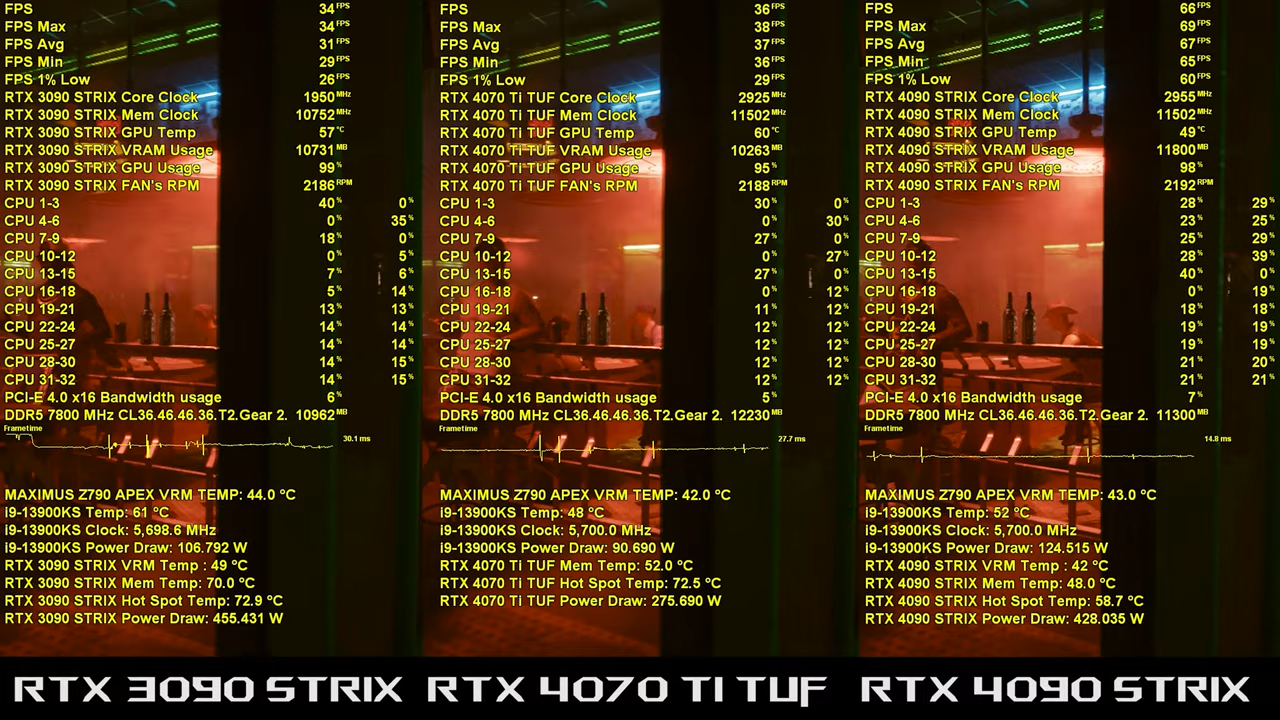 FPS 34 FPS
FPS Max 34 FPS
FPS Avg 31 FPS
FPS Min 29 FPS
FPS 1% Low 26 FPS
RTX 3090 STRIX Core Clock 1950 MHz
RTX 3090 STRIX Mem Clock 10752 MHz
RTX 3090 STRIX GPU Temp 57 °C
RTX 3090 STRIX VRAM Usage 10731 MB
RTX 3090 STRIX GPU Usage 99 %
RTX 3090 STRIX FAN's RPM 2186 RPM
CPU 1-3 40 % 0 %
CPU 4-6 0 % 35 %
CPU 7-9 18 % 0 %
CPU 10-12 0 % 5 %
CPU 13-15 7 % 6 %
CPU 16-18 5 % 14 %
CPU 19-21 13 % 13 %
CPU 22-24 14 % 14 %
CPU 25-27 14 % 14 %
CPU 28-30 14 % 15 %
CPU 31-32 14 % 15 %
PCI-E 4.0 x16 Bandwidth usage 6 %
DDR5 7800 MHz CL36.46.46.36.T2.Gear 2. 10962 MB
Frametime 30.1 ms
MAXIMUS Z790 APEX VRM TEMP: 44.0 ºC
i9-13900KS Temp: 61 ºC
i9-13900KS Clock: 5,698.6 MHz
i9-13900KS Power Draw: 106.792 W
RTX 3090 STRIX VRM Temp : 49 ºC
RTX 3090 STRIX Mem Temp: 70.0 ºC
RTX 3090 STRIX Hot Spot Temp: 72.9 ºC
RTX 3090 STRIX Power Draw: 455.431 W
RTX 3090 STRIX
FPS 36 FPS
FPS Max 38 FPS
FPS Avg 37 FPS
FPS Min 36 FPS
FPS 1% Low 29 FPS
RTX 4070 Ti TUF Core Clock 2925 MHz
RTX 4070 Ti TUF Mem Clock 11502 MHz
RTX 4070 Ti TUF GPU Temp 60 °C
RTX 4070 Ti TUF VRAM Usage 10263 MB
RTX 4070 Ti TUF GPU Usage 95 %
RTX 4070 Ti TUF FAN's RPM 2188 RPM
CPU 1-3 30 % 0 %
CPU 4-6 0 % 30 %
CPU 7-9 27 % 0 %
CPU 10-12 0 % 27 %
CPU 13-15 27 % 0 %
CPU 16-18 0 % 12 %
CPU 19-21 11 % 12 %
CPU 22-24 12 % 12 %
CPU 25-27 12 % 12 %
CPU 28-30 12 % 12 %
CPU 31-32 12 % 12 %
PCI-E 4.0 x16 Bandwidth usage 5 %
DDR5 7800 MHz CL36.46.46.36.T2.Gear 2. 12230 MB
Frametime 27.7 ms
MAXIMUS Z790 APEX VRM TEMP: 42.0 ºC
i9-13900KS Temp: 48 ºC
i9-13900KS Clock: 5,700.0 MHz
i9-13900KS Power Draw: 90.690 W
RTX 4070 Ti TUF Mem Temp: 52.0 ºC
RTX 4070 Ti TUF Hot Spot Temp: 72.5 ºC
RTX 4070 Ti TUF Power Draw: 275.690 W
RTX 4070 TI TUF
FPS 66 FPS
FPS Max 69 FPS
FPS Avg 67 FPS
FPS Min 65 FPS
FPS 1% Low 60 FPS
RTX 4090 STRIX Core Clock 2955 MHz
RTX 4090 STRIX Mem Clock 11502 MHz
RTX 4090 STRIX GPU Temp 49 °C
RTX 4090 STRIX VRAM Usage 11800 MB
RTX 4090 STRIX GPU Usage 98 %
RTX 4090 STRIX FAN's RPM 2192 RPM
CPU 1-3 28 % 29 %
CPU 4-6 23 % 25 %
CPU 7-9 25 % 29 %
CPU 10-12 28 % 39 %
CPU 13-15 40 % 0 %
CPU 16-18 0 % 19 %
CPU 19-21 18 % 18 %
CPU 22-24 19 % 19 %
CPU 25-27 19 % 19 %
CPU 28-30 21 % 20 %
CPU 31-32 21 % 21 %
PCI-E 4.0 x16 Bandwidth usage 7 %
DDR5 7800 MHz CL36.46.46.36.T2.Gear 2. 11300 MB
Frametime 14.8 ms
MAXIMUS Z790 APEX VRM TEMP: 43.0 ºC
i9-13900KS Temp: 52 ºC
i9-13900KS Clock: 5,700.0 MHz
i9-13900KS Power Draw: 124.515 W
RTX 4090 STRIX VRM Temp : 42 ºC
RTX 4090 STRIX Mem Temp: 48.0 ºC
RTX 4090 STRIX Hot Spot Temp: 58.7 ºC
RTX 4090 STRIX Power Draw: 428.035 W
RTX 4090 STRIX